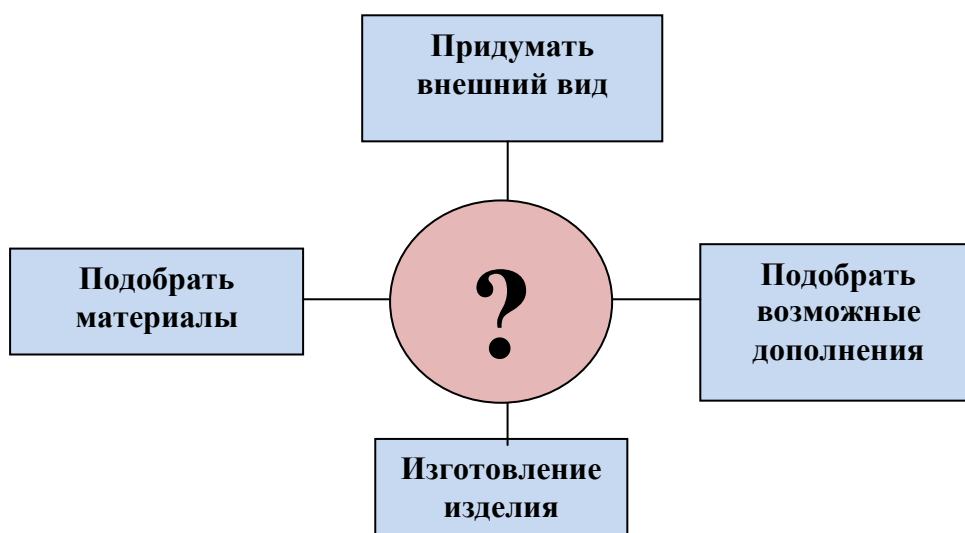 Придумать
внешний вид
Подобрать
материалы
?
Подобрать
возможные
дополнения
Изготовление
изделия